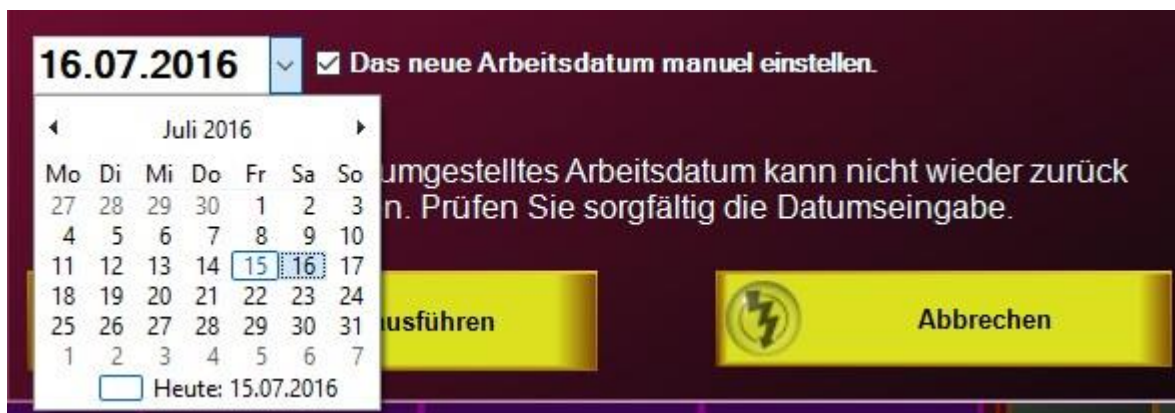 16.07.2016 Das neue Arbeitsdatum manuel einstellen.
Juli 2016
Mo Di Mi Do Fr Sa So
27 28 29 30 1 2 3
4 5 6 7 8 9 10
11 12 13 14 15 16 17
18 19 20 21 22 23 24
25 26 27 28 29 30 31
1 2 3 4 5 6 7
Heute: 15.07.2016
umgestelltes Arbeitsdatum kann nicht wieder zurück
n. Prüfen Sie sorgfältig die Datumseingabe.
ausführen
Abbrechen